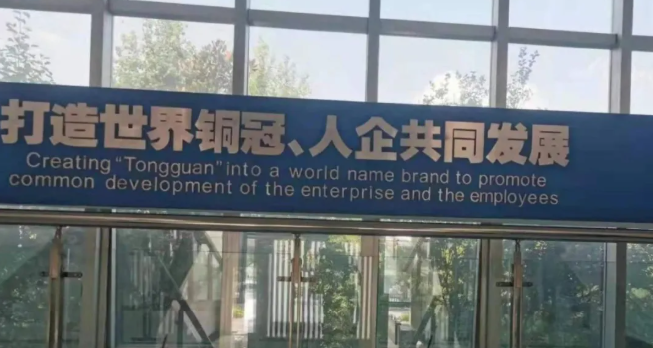 打造世界铜冠、人企共同发展
Creating "Tongguan" into a world name brand to promote
common development of the enterprise and the employees